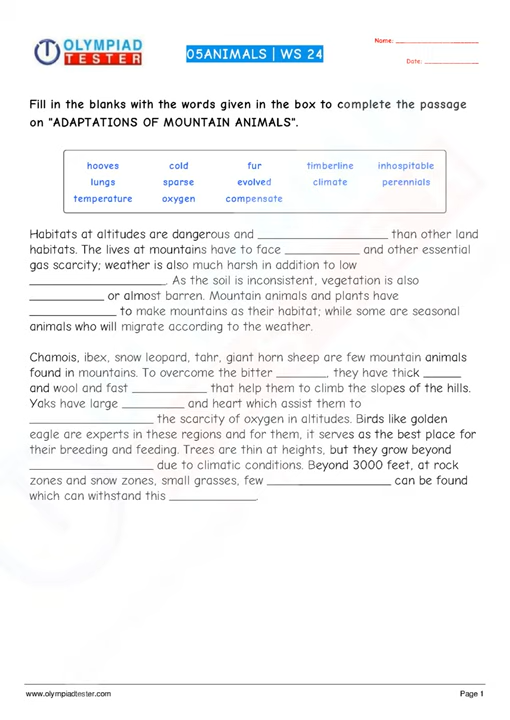 OLYMPIAD
TESTER
05ANIMALS | WS 24
Name: ____________
Date: ____________
Fill in the blanks with the words given in the box to complete the passage
on "ADAPTATIONS OF MOUNTAIN ANIMALS".
hooves cold fur timberline inhospitable
lungs sparse evolved climate perennials
temperature oxygen compensate
Habitats at altitudes are dangerous and ____________ than other land
habitats. The lives at mountains have to face ____________ and other essential
gas scarcity; weather is also much harsh in addition to low
____________. As the soil is inconsistent, vegetation is also
____________ or almost barren. Mountain animals and plants have
____________ to make mountains as their habitat; while some are seasonal
animals who will migrate according to the weather.
Chamois, ibex, snow leopard, tahr, giant horn sheep are few mountain animals
found in mountains. To overcome the bitter ________, they have thick ______
and wool and fast ____________ that help them to climb the slopes of the hills.
Yaks have large __________ and heart which assist them to
____________ the scarcity of oxygen in altitudes. Birds like golden
eagle are experts in these regions and for them, it serves as the best place for
their breeding and feeding. Trees are thin at heights, but they grow beyond
____________ due to climatic conditions. Beyond 3000 feet, at rock
zones and snow zones, small grasses, few ____________ can be found
which can withstand this ____________.
www.olympiadtester.com Page 1